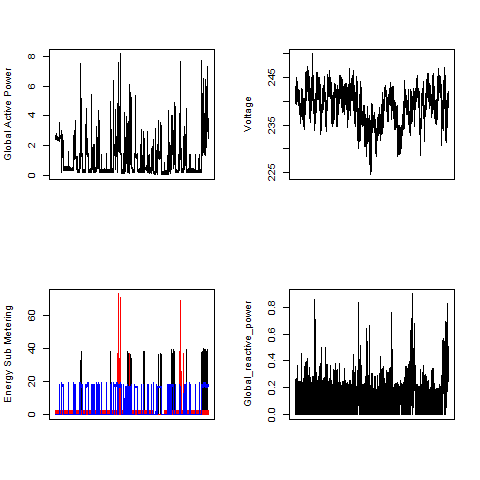 Global Active Power
0 2 4 6 8
Voltage
225 235 245
Energy Sub Metering
0 20 40 60
Global_reactive_power
0.0 0.2 0.4 0.6 0.8